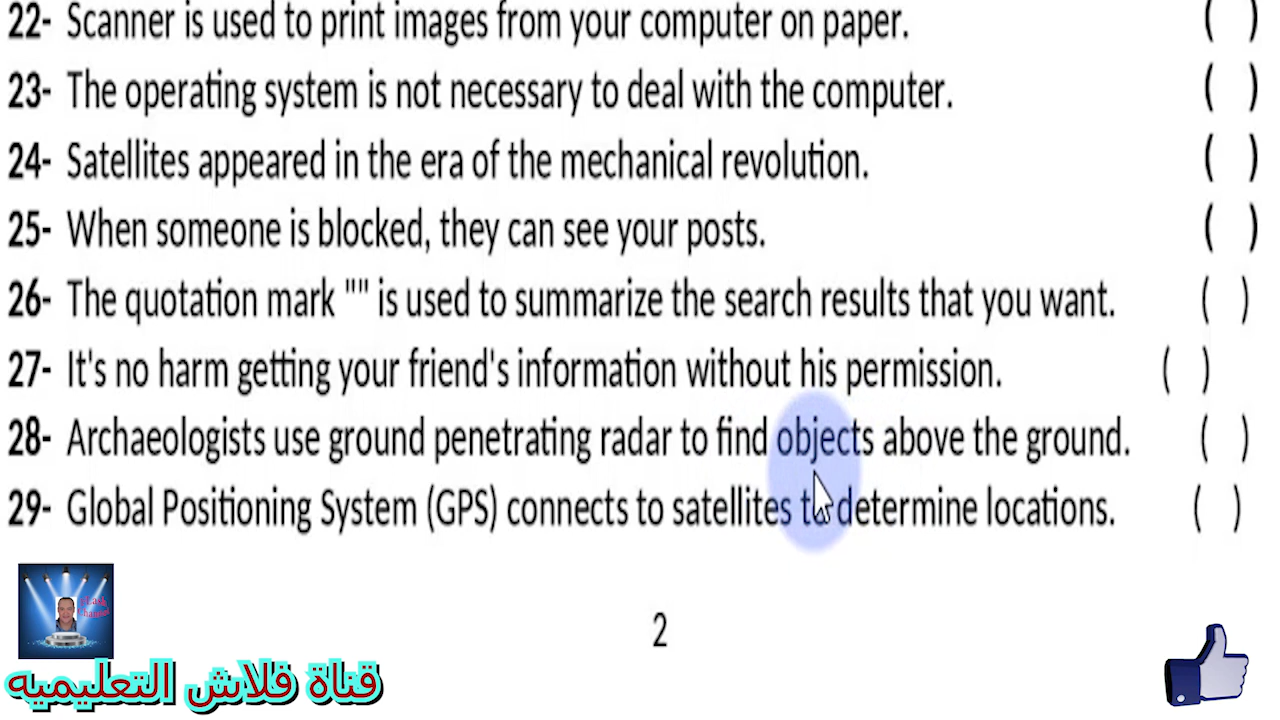 22- Scanner is used to print images from your computer on paper. ( )
23- The operating system is not necessary to deal with the computer. ( )
24- Satellites appeared in the era of the mechanical revolution. ( )
25- When someone is blocked, they can see your posts. ( )
26- The quotation mark "" is used to summarize the search results that you want. ( )
27- It's no harm getting your friend's information without his permission. ( )
28- Archaeologists use ground penetrating radar to find objects above the ground. ( )
29- Global Positioning System (GPS) connects to satellites to determine locations. ( )
2
قناة فلاش التعليميه